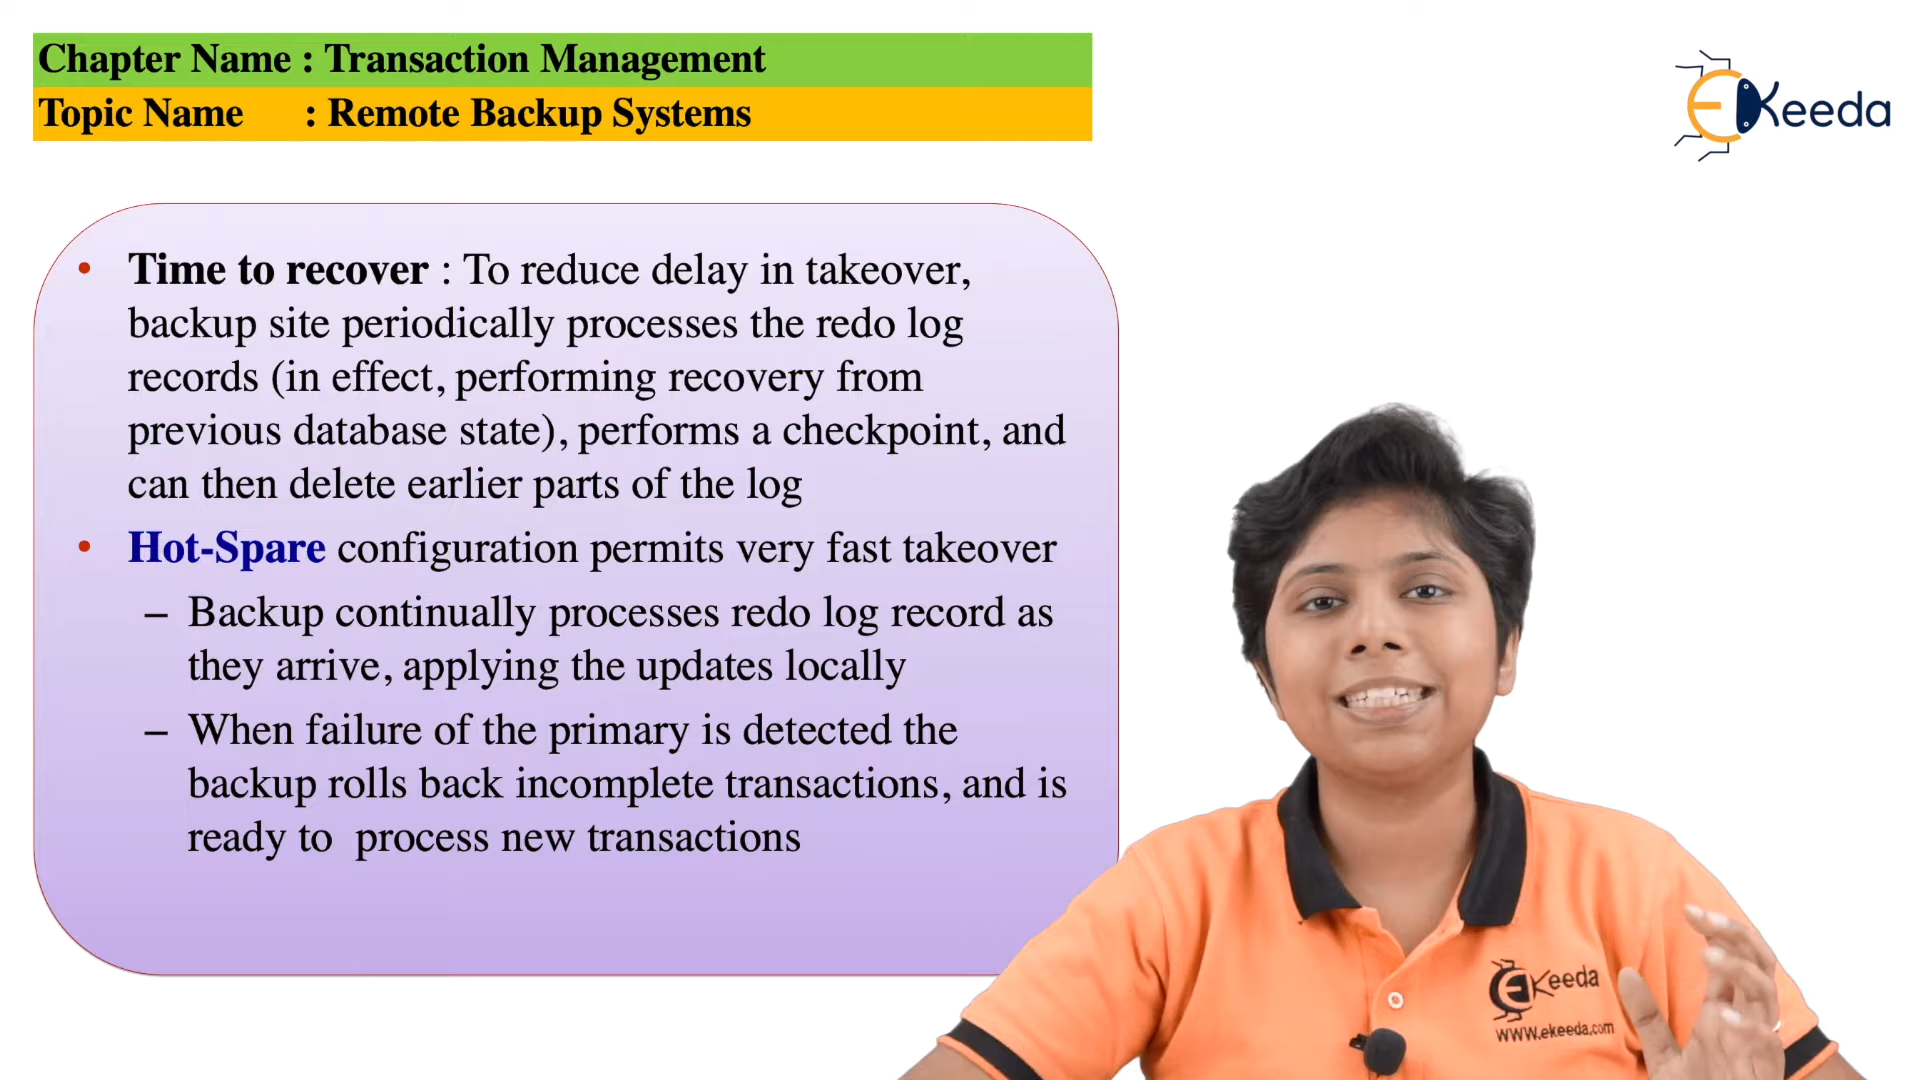 Chapter Name : Transaction Management
Topic Name : Remote Backup Systems
EKeeda
• Time to recover : To reduce delay in takeover,
backup site periodically processes the redo log
records (in effect, performing recovery from
previous database state), performs a checkpoint, and
can then delete earlier parts of the log
• Hot-Spare configuration permits very fast takeover
– Backup continually processes redo log record as
they arrive, applying the updates locally
– When failure of the primary is detected the
backup rolls back incomplete transactions, and is
ready to process new transactions
EKeeda
WWW.ekeeda.com